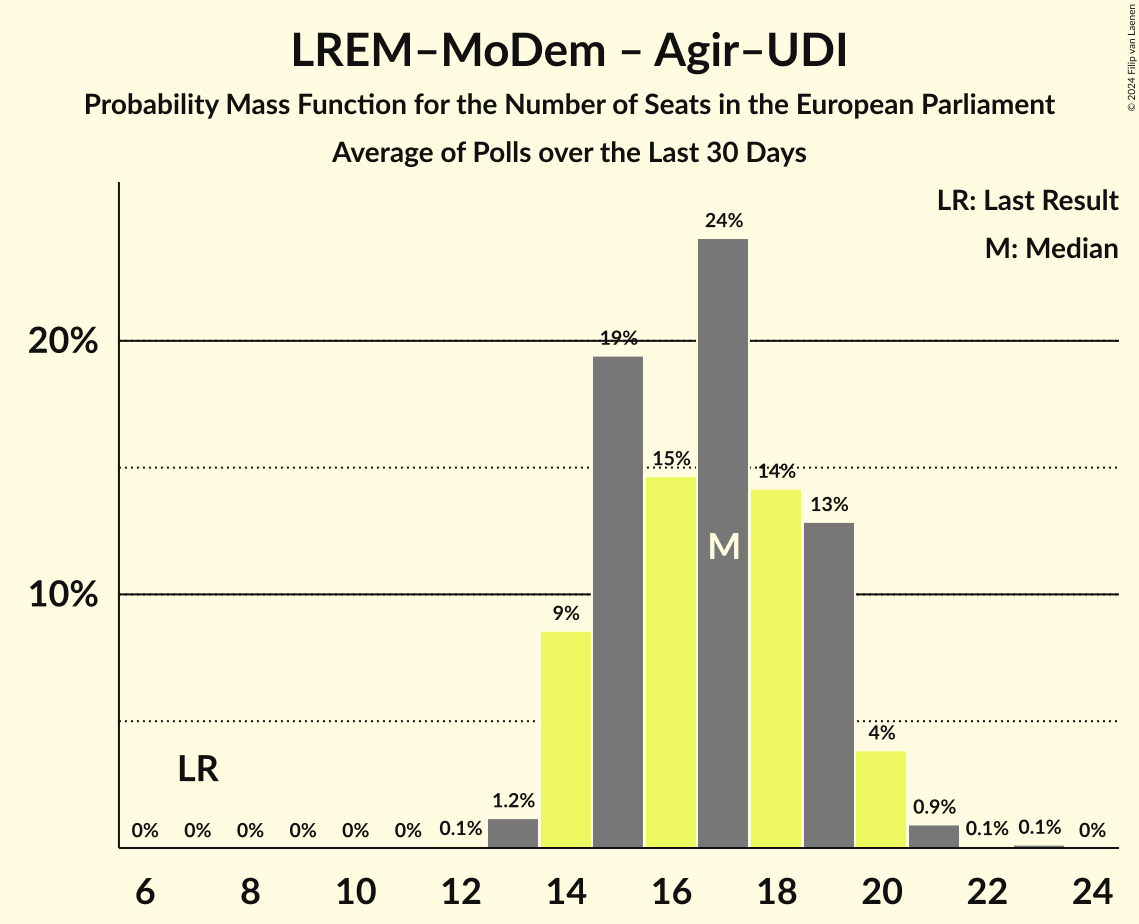 LREM–MoDem – Agir–UDI
Probability Mass Function for the Number of Seats in the European Parliament
Average of Polls over the Last 30 Days
© 2024 Filip van Laenen
LR: Last Result
M: Median
24%
20%
19%
15%
14%
13%
M
10%
9%
4%
LR
1.2%
0.9%
0% 0% 0% 0% 0% 0% 0.1% 0.1% 0.1% 0%
6 8 10 12 14 16 18 20 22 24